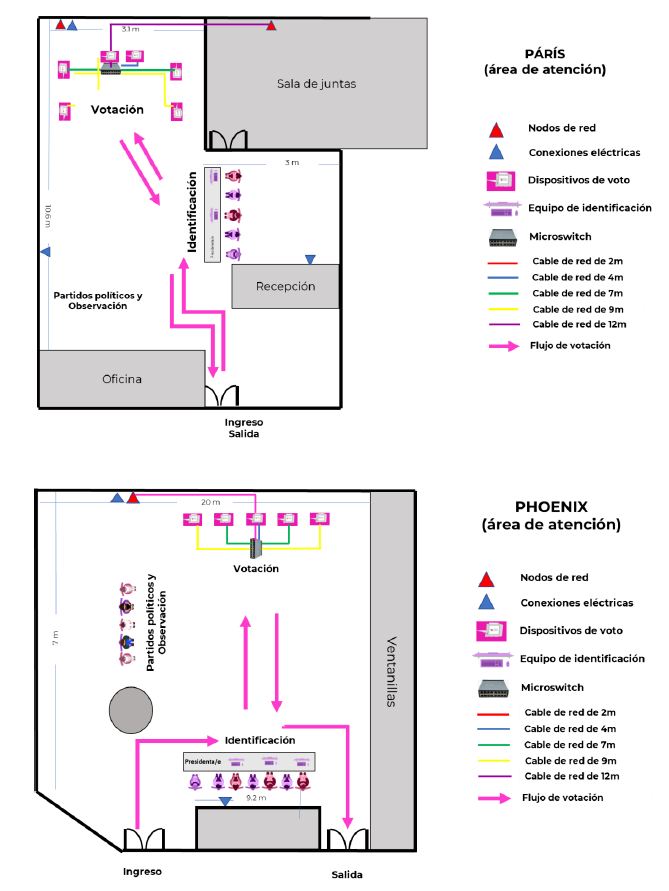 PÁRÍS
(área de atención)
3.1 m
Sala de juntas
Votación
3 m
Identificación
Presidenta/e
10.6 m
Recepción
Partidos políticos y
Observación
Oficina
Ingreso
Salida
Nodos de red
Conexiones eléctricas
Dispositivos de voto
Equipo de identificación
Microswitch
Cable de red de 2m
Cable de red de 4m
Cable de red de 7m
Cable de red de 9m
Cable de red de 12m
Flujo de votación
PHOENIX
(área de atención)
20 m
Votación
Partidos políticos y
Observación
7 m
Ventanillas
Identificación
Presidenta/e
9.2 m
Ingreso
Salida
Nodos de red
Conexiones eléctricas
Dispositivos de voto
Equipo de identificación
Microswitch
Cable de red de 2m
Cable de red de 4m
Cable de red de 7m
Cable de red de 9m
Cable de red de 12m
Flujo de votación